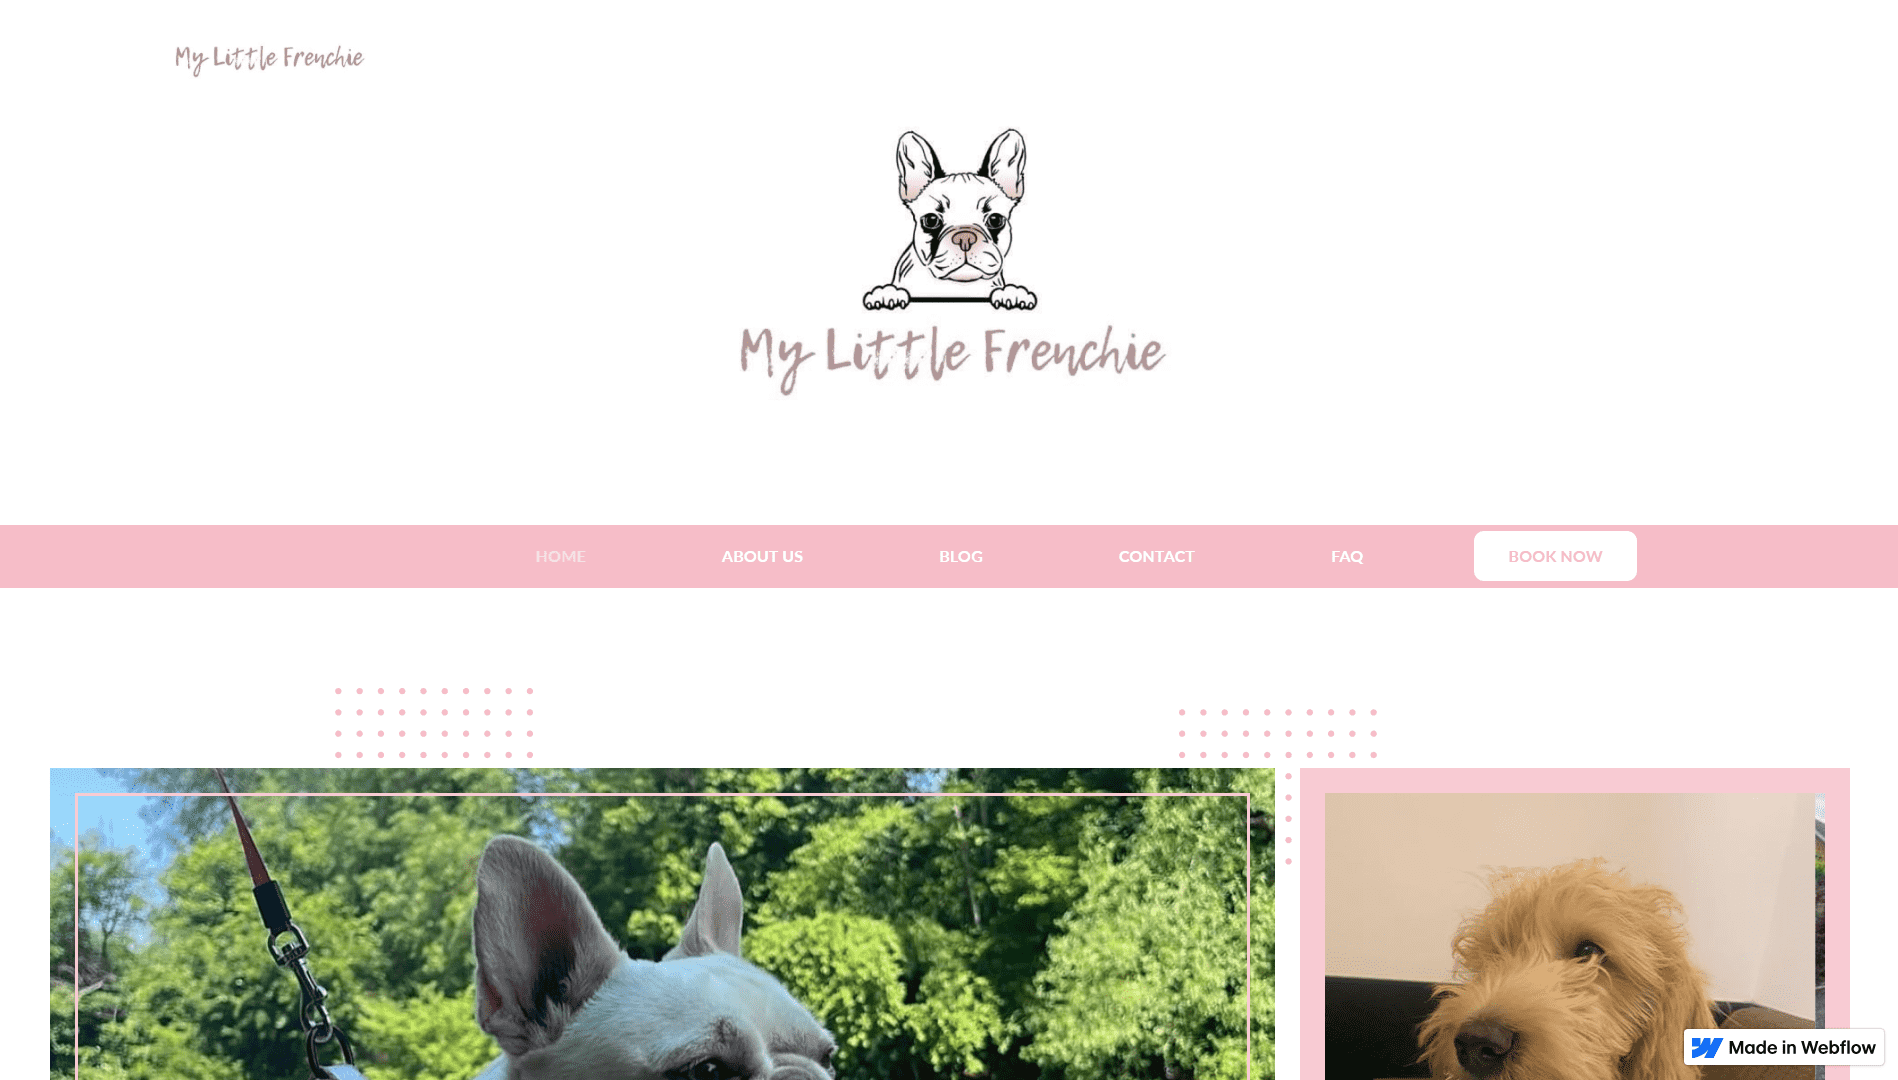 My Little Frenchie
My Little Frenchie
HOME
ABOUT US
BLOG
CONTACT
FAQ
BOOK NOW
Made in Webflow